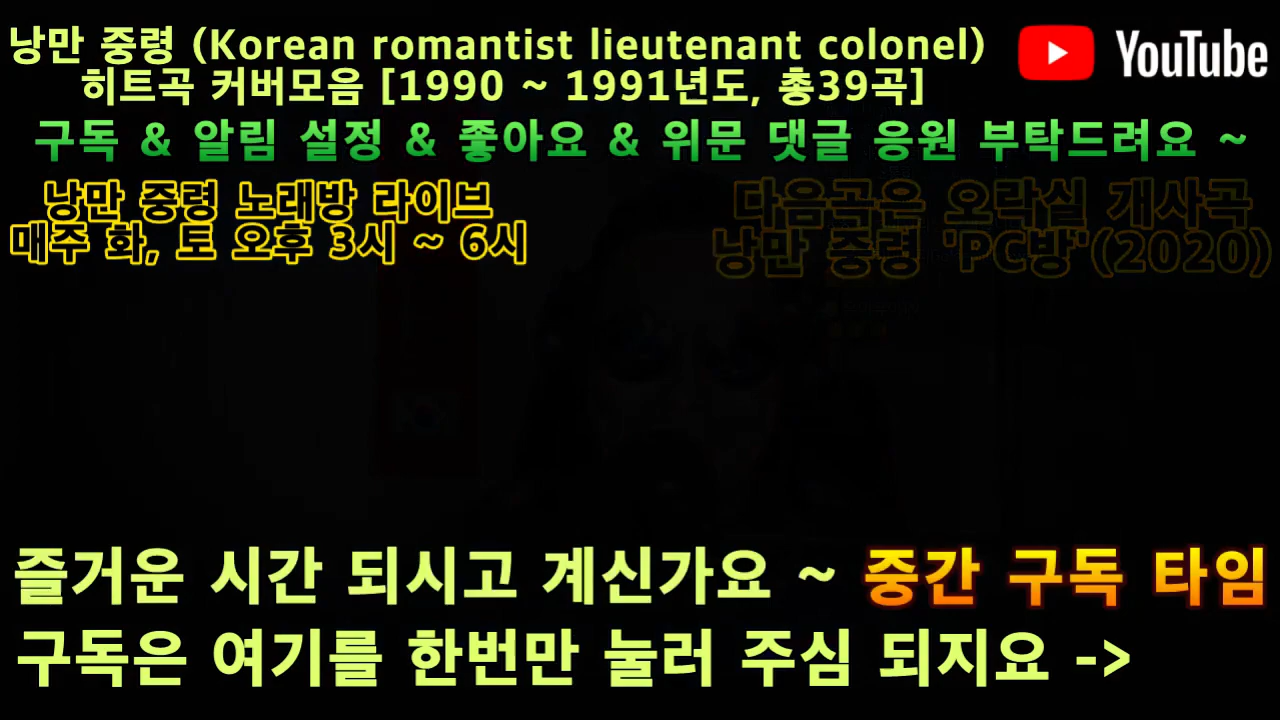 낭만 중령 (Korean romantist lieutenant colonel)
히트곡 커버모음 [1990 ~ 1991년도, 총39곡]
YouTube
구독 & 알림 설정 & 좋아요 & 위문 댓글 응원 부탁드려요 ~
낭만 중령 노래방 라이브
매주 화, 토 오후 3시 ~ 6시
다음곡은 오락실 개사곡
낭만 중령 'PC방'(2020)
즐거운 시간 되시고 계신가요 ~ 중간 구독 타임
구독은 여기를 한번만 눌러 주심 되지요 ->